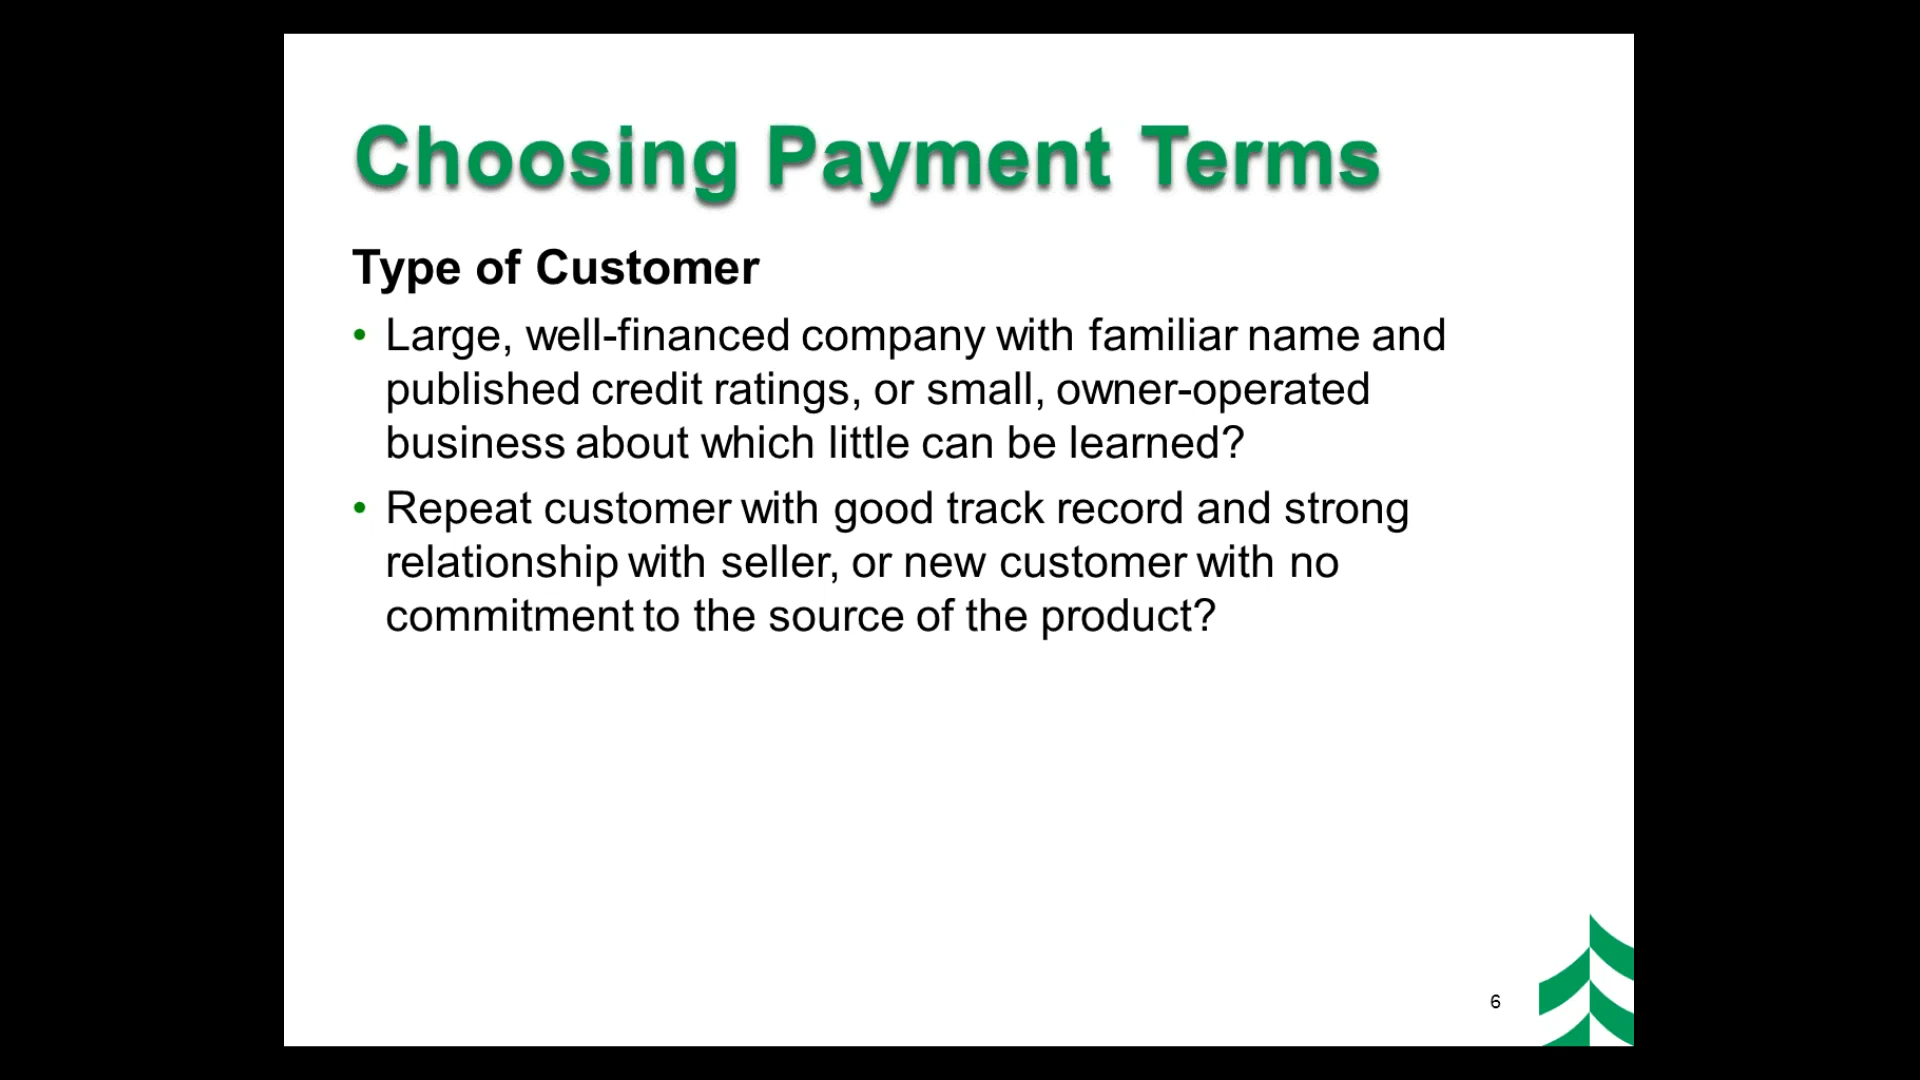 Choosing Payment Terms
Type of Customer
• Large, well-financed company with familiar name and
published credit ratings, or small, owner-operated
business about which little can be learned?
• Repeat customer with good track record and strong
relationship with seller, or new customer with no
commitment to the source of the product?
6